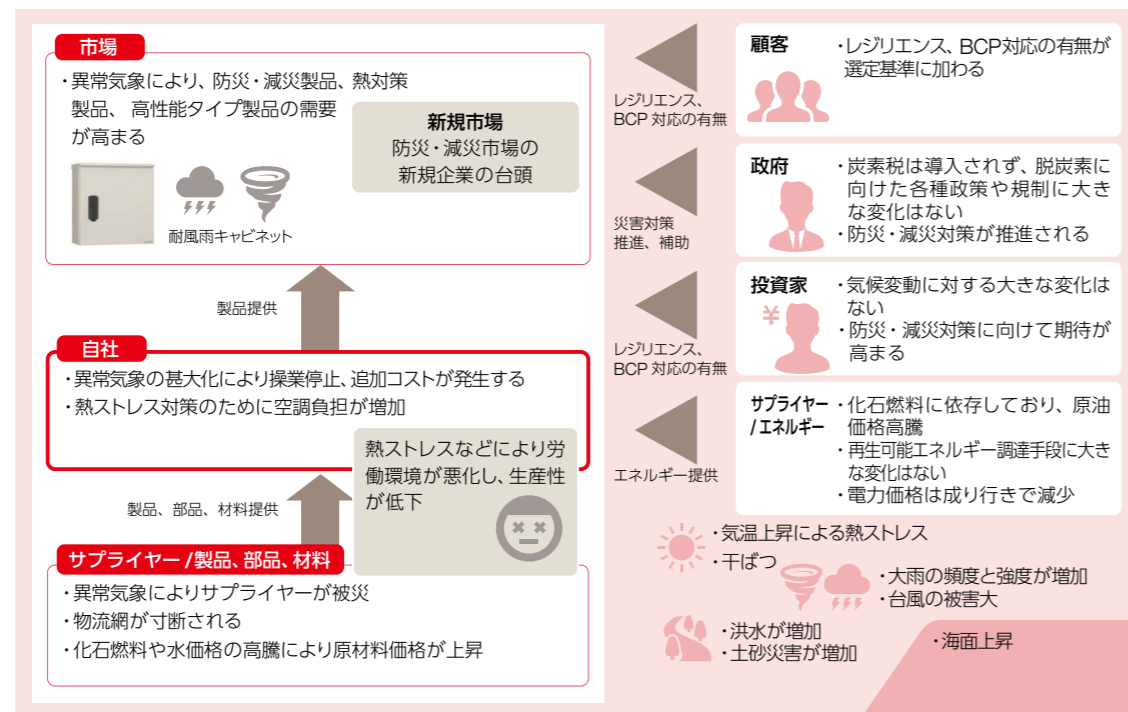 市場
・異常気象により、防災・減災製品、熱対策
製品、高性能タイプ製品の需要
が高まる
新規市場
防災・減災市場の
新規企業の台頭
耐風雨キャビネット
製品提供
自社
・異常気象の甚大化により操業停止、追加コストが発生する
・熱ストレス対策のために空調負担が増加
熱ストレスなどにより労
働環境が悪化し、生産性
が低下
製品、部品、材料提供
サプライヤー/製品、部品、材料
・異常気象によりサプライヤーが被災
・物流網が寸断される
・化石燃料や水価格の高騰により原材料価格が上昇
レジリエンス、
BCP対応の有無
顧客
・レジリエンス、BCP対応の有無が
選定基準に加わる
災害対策
推進、補助
政府
・炭素税は導入されず、脱炭素に
向けた各種政策や規制に大き
な変化はない
・防災・減災対策が推進される
レジリエンス、
BCP対応の有無
投資家
¥
・気候変動に対する大きな変化は
ない
・防災・減災対策に向けて期待が
高まる
エネルギー提供
サプライヤー
/エネルギー
・化石燃料に依存しており、原油
価格高騰
・再生可能エネルギー調達手段に大き
な変化はない
・電力価格は成り行きで減少
・気温上昇による熱ストレス
・干ばつ
・大雨の頻度と強度が増加
・台風の被害大
・洪水が増加
・土砂災害が増加
・海面上昇